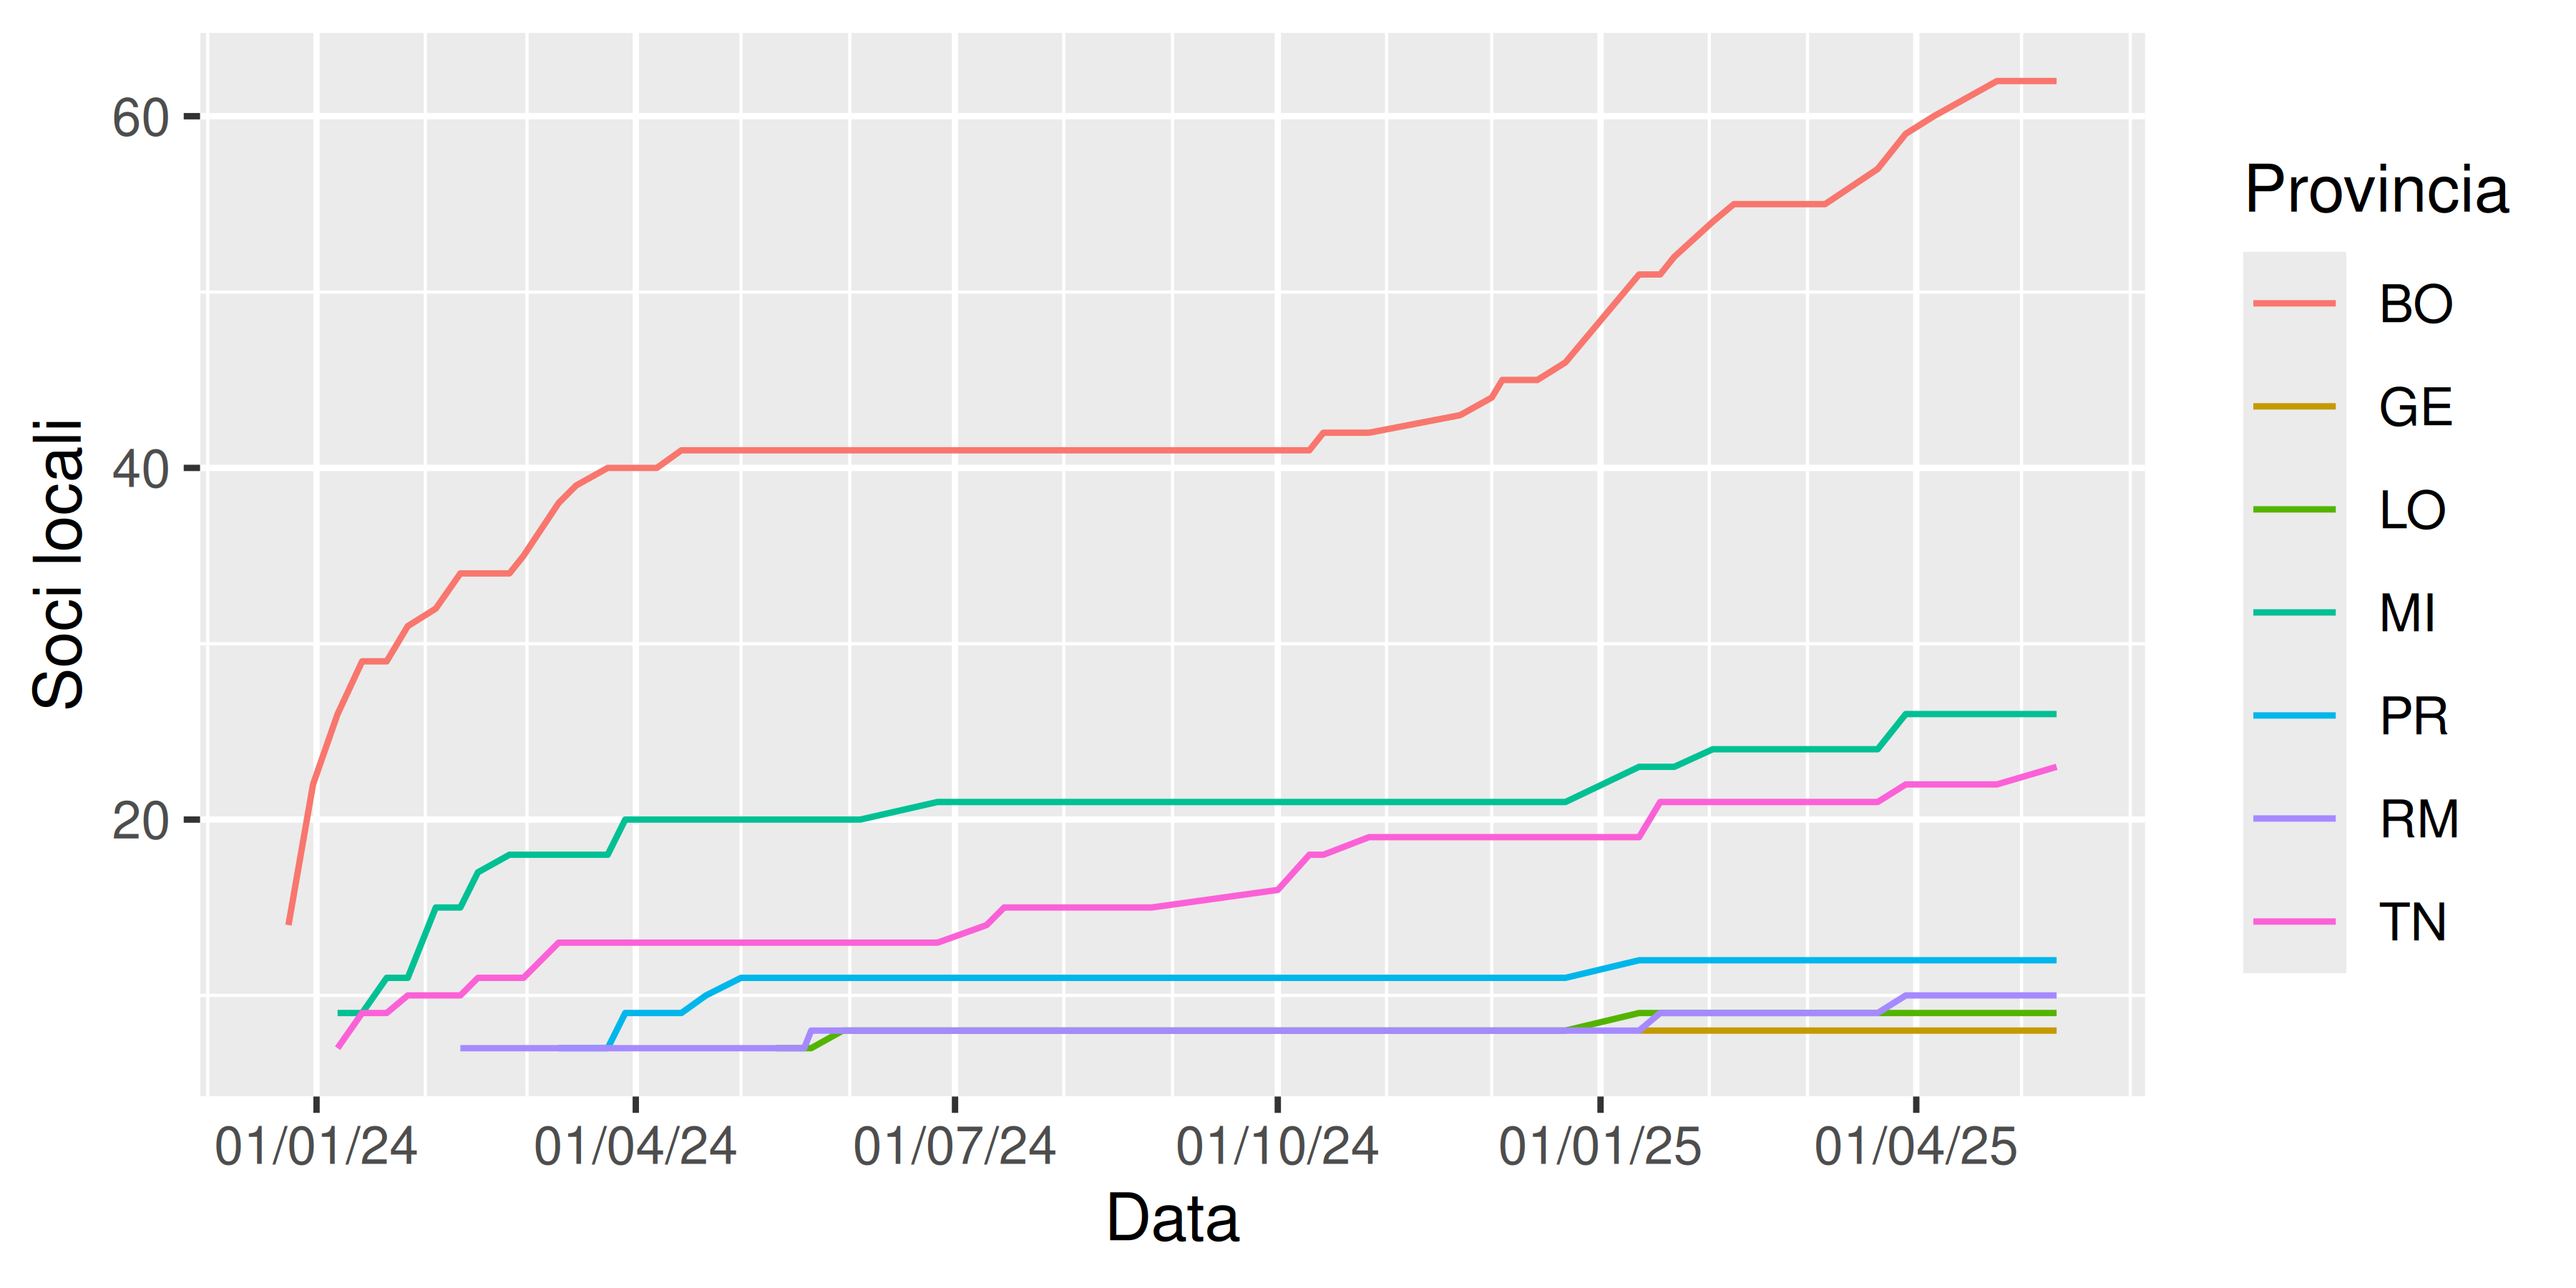 60
40
20
Soci locali
01/01/24
01/04/24
01/07/24
01/10/24
01/01/25
01/04/25
Data
Provincia
BO
GE
LO
MI
PR
RM
TN